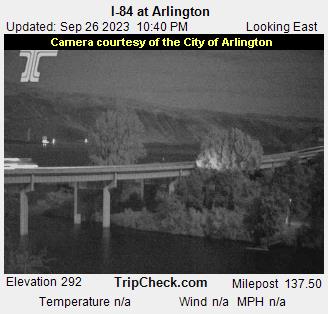 I-84 at Arlington
Updated: Sep 26 2023 10:40 PM Looking East
Camera courtesy of the City of Arlington
Elevation 292 TripCheck.com Milepost 137.50
Temperature n/a Wind n/a MPH n/a